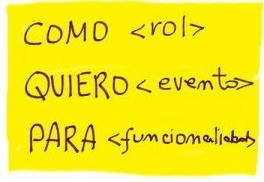 COMO <rol>
QUIERO <evento>
PARA <funcionalidad>